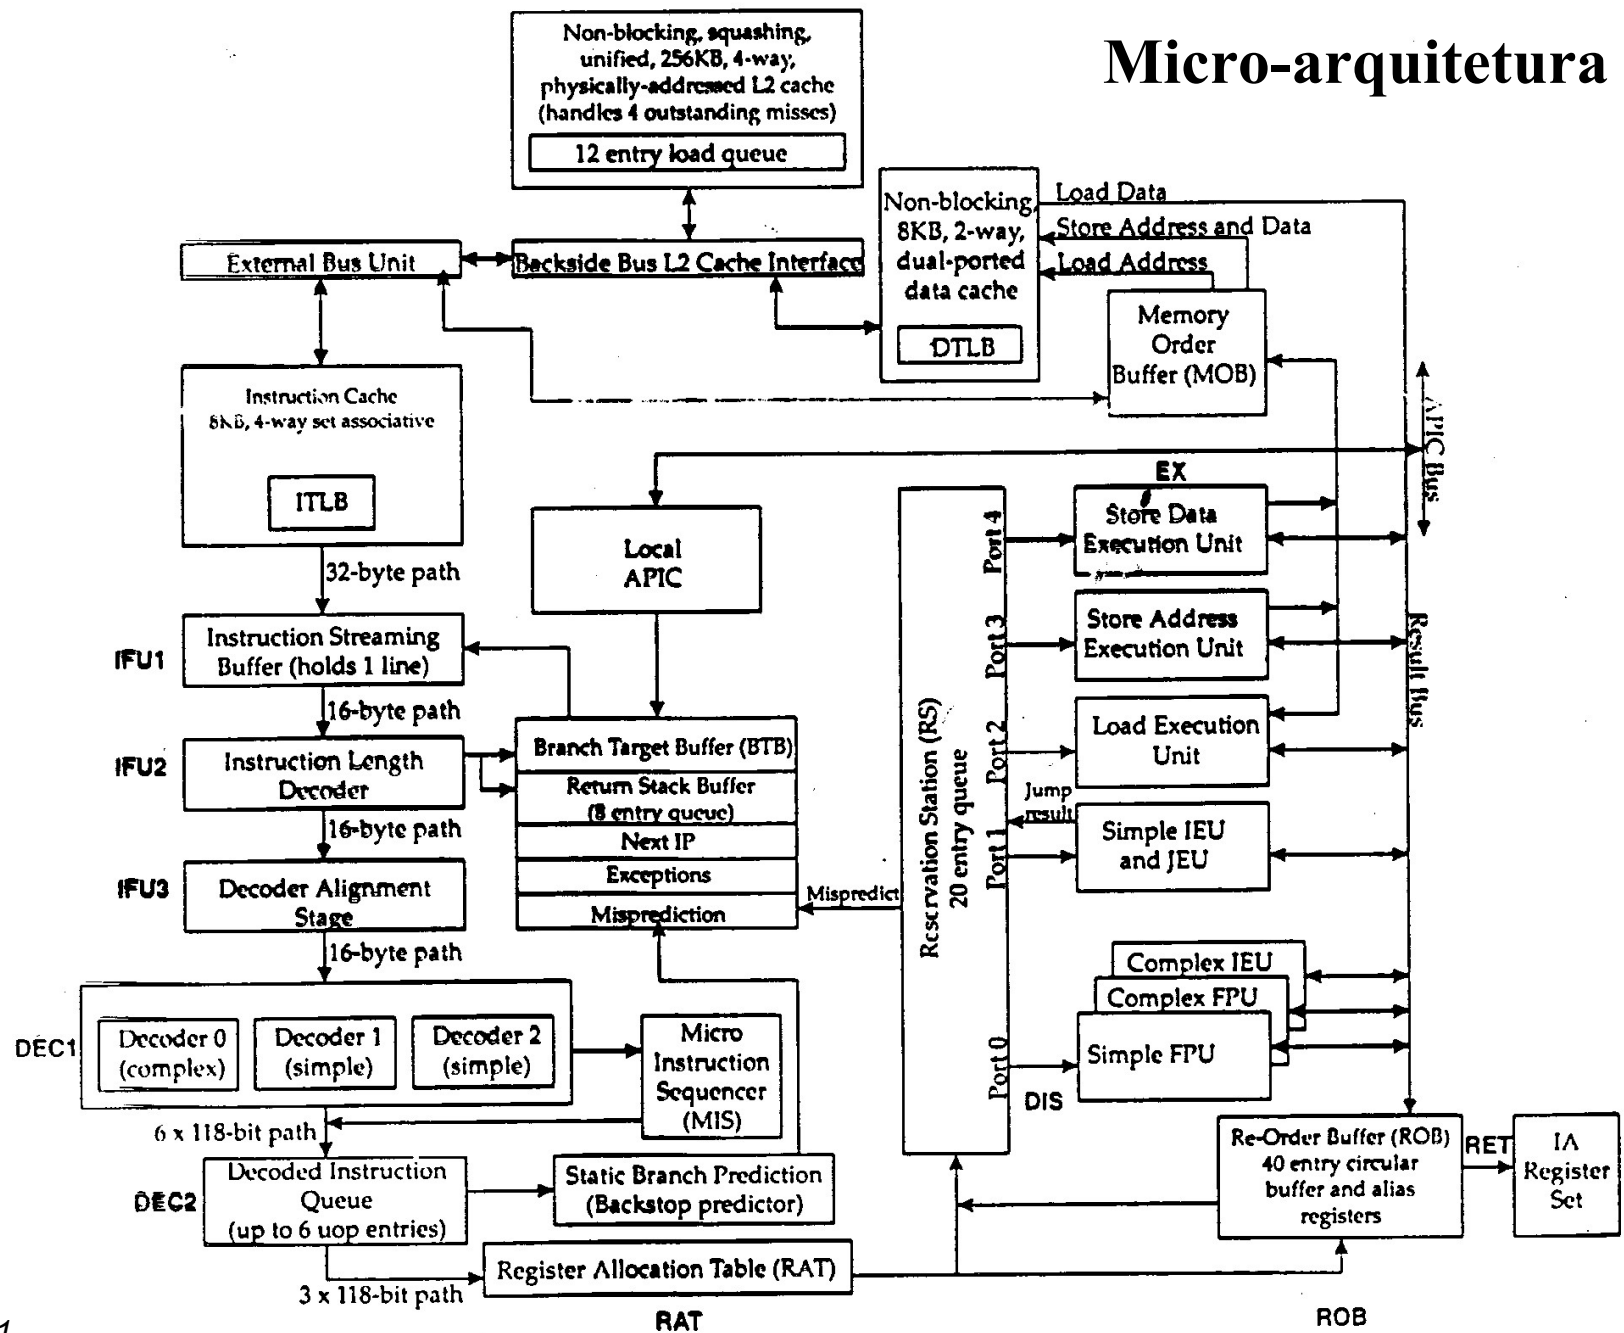 Micro-arquitetura
Non-blocking, squashing,
unified, 256KB, 4-way,
physically-addressed L2 cache
(handles 4 outstanding misses)
12 entry load queue
External Bus Unit
Backside Bus L2 Cache Interface
Non-blocking,
8KB, 2-way,
dual-ported
data cache
DTLB
Load Data
Store Address and Data
Load Address
Memory
Order
Buffer (MOB)
APIC Bus
Result Bus
Instruction Cache
8KB, 4-way set associative
ITLB
32-byte path
Local
APIC
IFU1
Instruction Streaming
Buffer (holds 1 line)
16-byte path
IFU2
Instruction Length
Decoder
16-byte path
IFU3
Decoder Alignment
Stage
16-byte path
Branch Target Buffer (BTB)
Return Stack Buffer
(8 entry queue)
Next IP
Exceptions
Misprediction
Mispredict
Reservation Station (RS)
20 entry queue
Port 4
Port 3
Port 2
Port 1
Port 0
EX
Store Data
Execution Unit
Store Address
Execution Unit
Load Execution
Unit
Jump
result
Simple IEU
and JEU
Complex IEU
Complex FPU
Simple FPU
DIS
DEC1
Decoder 0
(complex)
Decoder 1
(simple)
Decoder 2
(simple)
Micro
Instruction
Sequencer
(MIS)
6 x 118-bit path
DEC2
Decoded Instruction
Queue
(up to 6 uop entries)
Static Branch Prediction
(Backstop predictor)
3 x 118-bit path
Register Allocation Table (RAT)
RAT
Re-Order Buffer (ROB)
40 entry circular
buffer and alias
registers
RET
IA
Register
Set
ROB
1